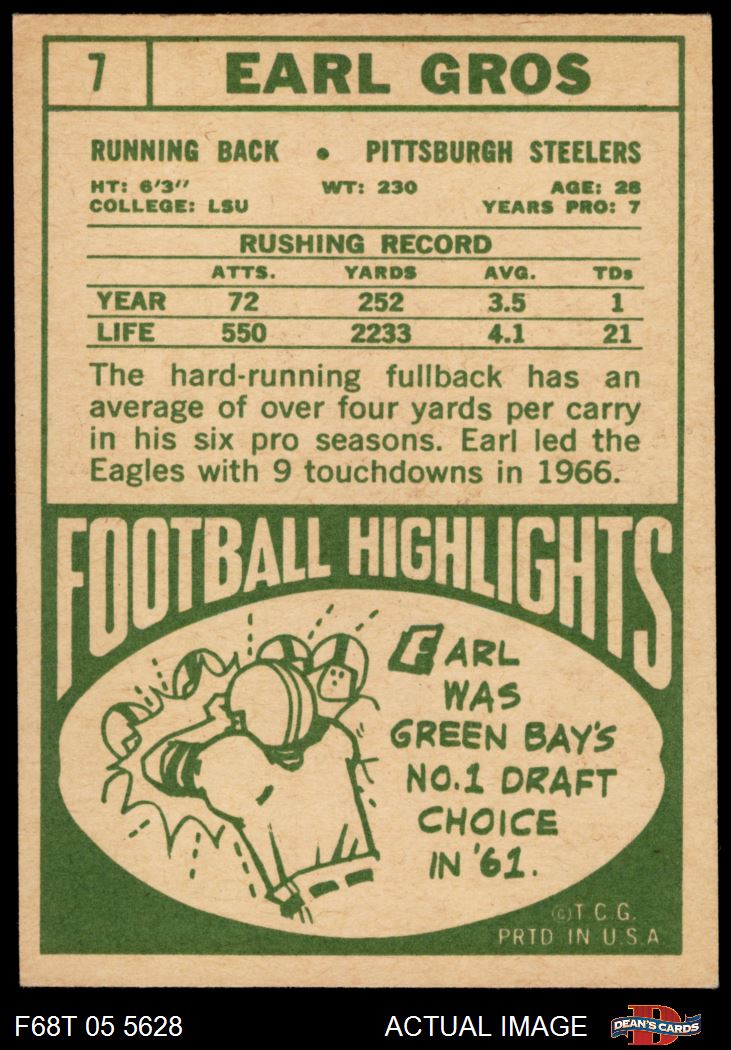 7 EARL GROS
RUNNING BACK • PITTSBURGH STEELERS
HT: 6'3" WT: 230 AGE: 28
COLLEGE: LSU YEARS PRO: 7
RUSHING RECORD
ATTS. YARDS AVG. TDs
YEAR 72 252 3.5 1
LIFE 550 2233 4.1 21
The hard-running fullback has an
average of over four yards per carry
in his six pro seasons. Earl led the
Eagles with 9 touchdowns in 1966.
FOOTBALL HIGHLIGHTS
EARL
WAS
GREEN BAY'S
NO.1 DRAFT
CHOICE
IN '61.
© T.C.G.
PRTD IN U.S.A
F68T 05 5628 ACTUAL IMAGE D DEAN'S CARDS